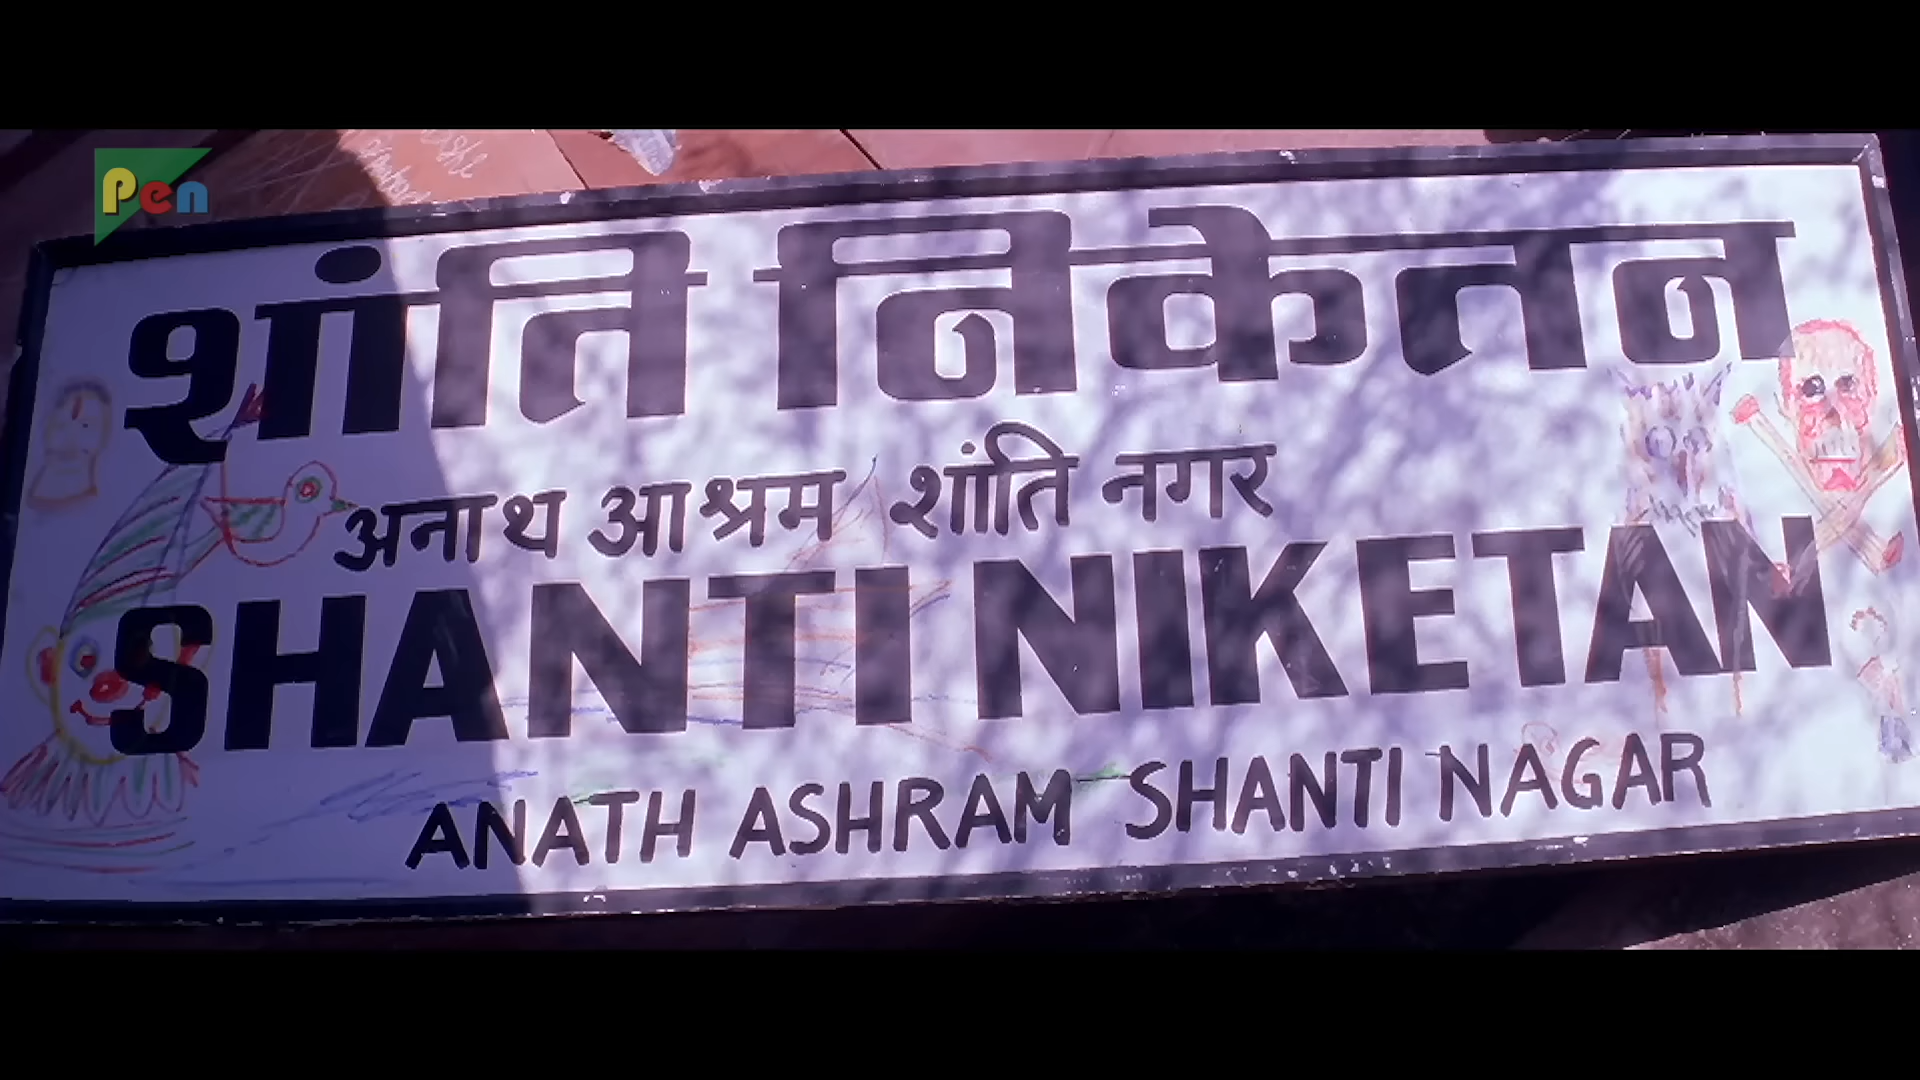 Pen
शांति निकेतन
अनाथ आश्रम शांति नगर
SHANTI NIKETAN
ANATH ASHRAM SHANTI NAGAR